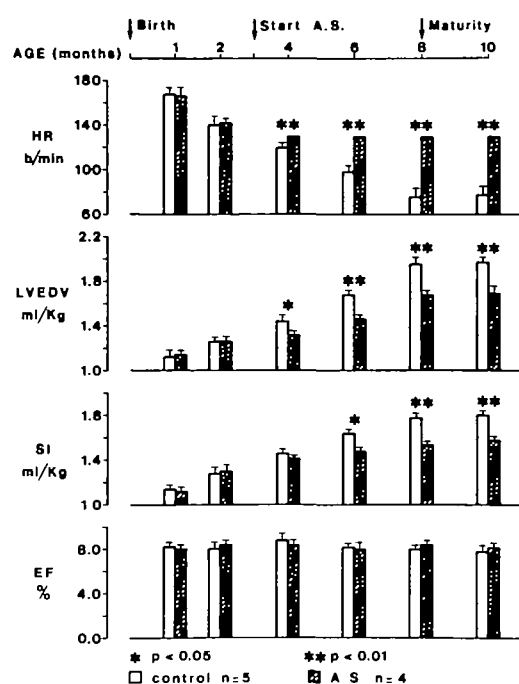 Birth Start A.S. Maturity
AGE (months) 1 2 4 6 8 10
180
HR 140 ** ** ** **
b/min 100
60
2.2
LVEDV 1.8 * ** ** **
ml/Kg 1.4
1.0
SI 1.8 * ** **
ml/Kg 1.4
1.0
EF 8.0
% 4.0
0.0
* p < 0.05 ** p < 0.01
control n=5 A S n=4